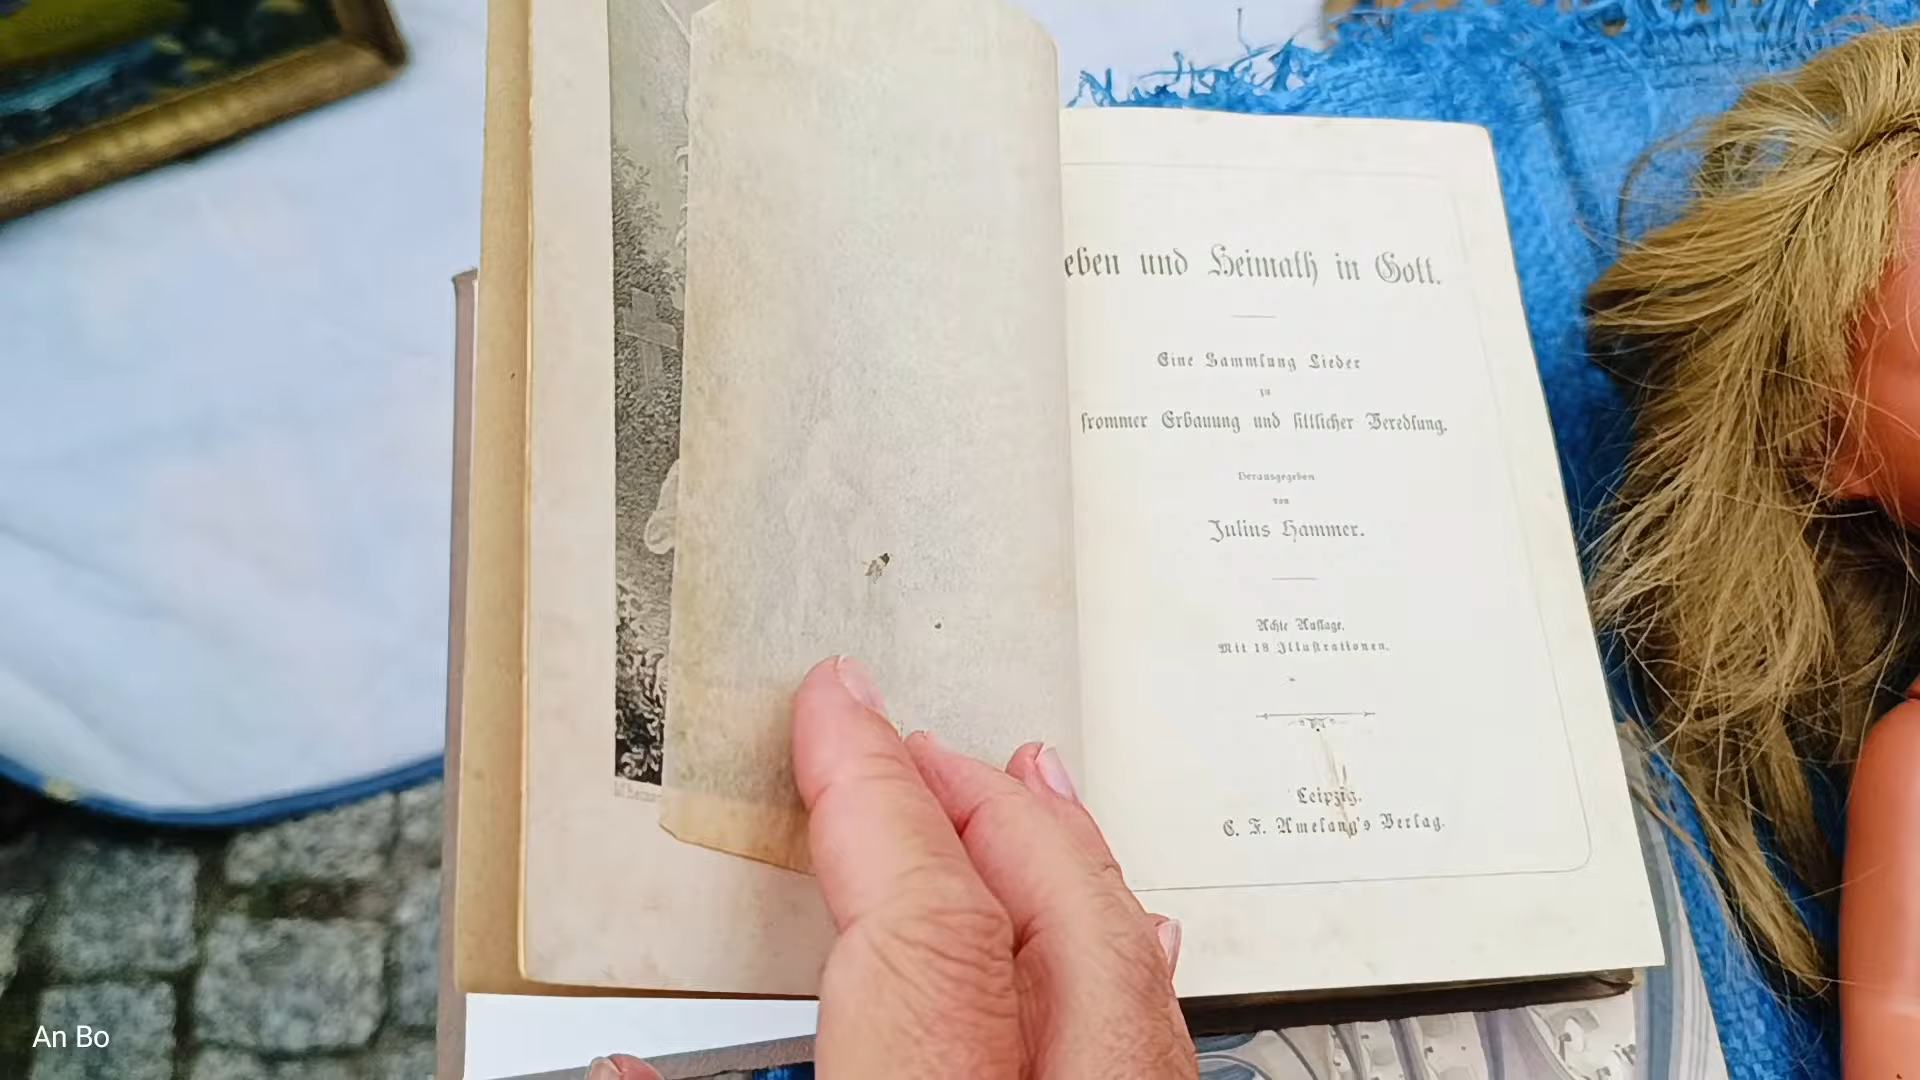 eben und Heimath in Gott.
Eine Sammlung Lieder
zu
frommer Erbauung und sittlicher Veredlung.
Herausgegeben
von
Julius Hammer.
Achte Auflage.
Mit 18 Illustrationen.
Leipzig.
C. F. Amelang's Verlag.
An Bo